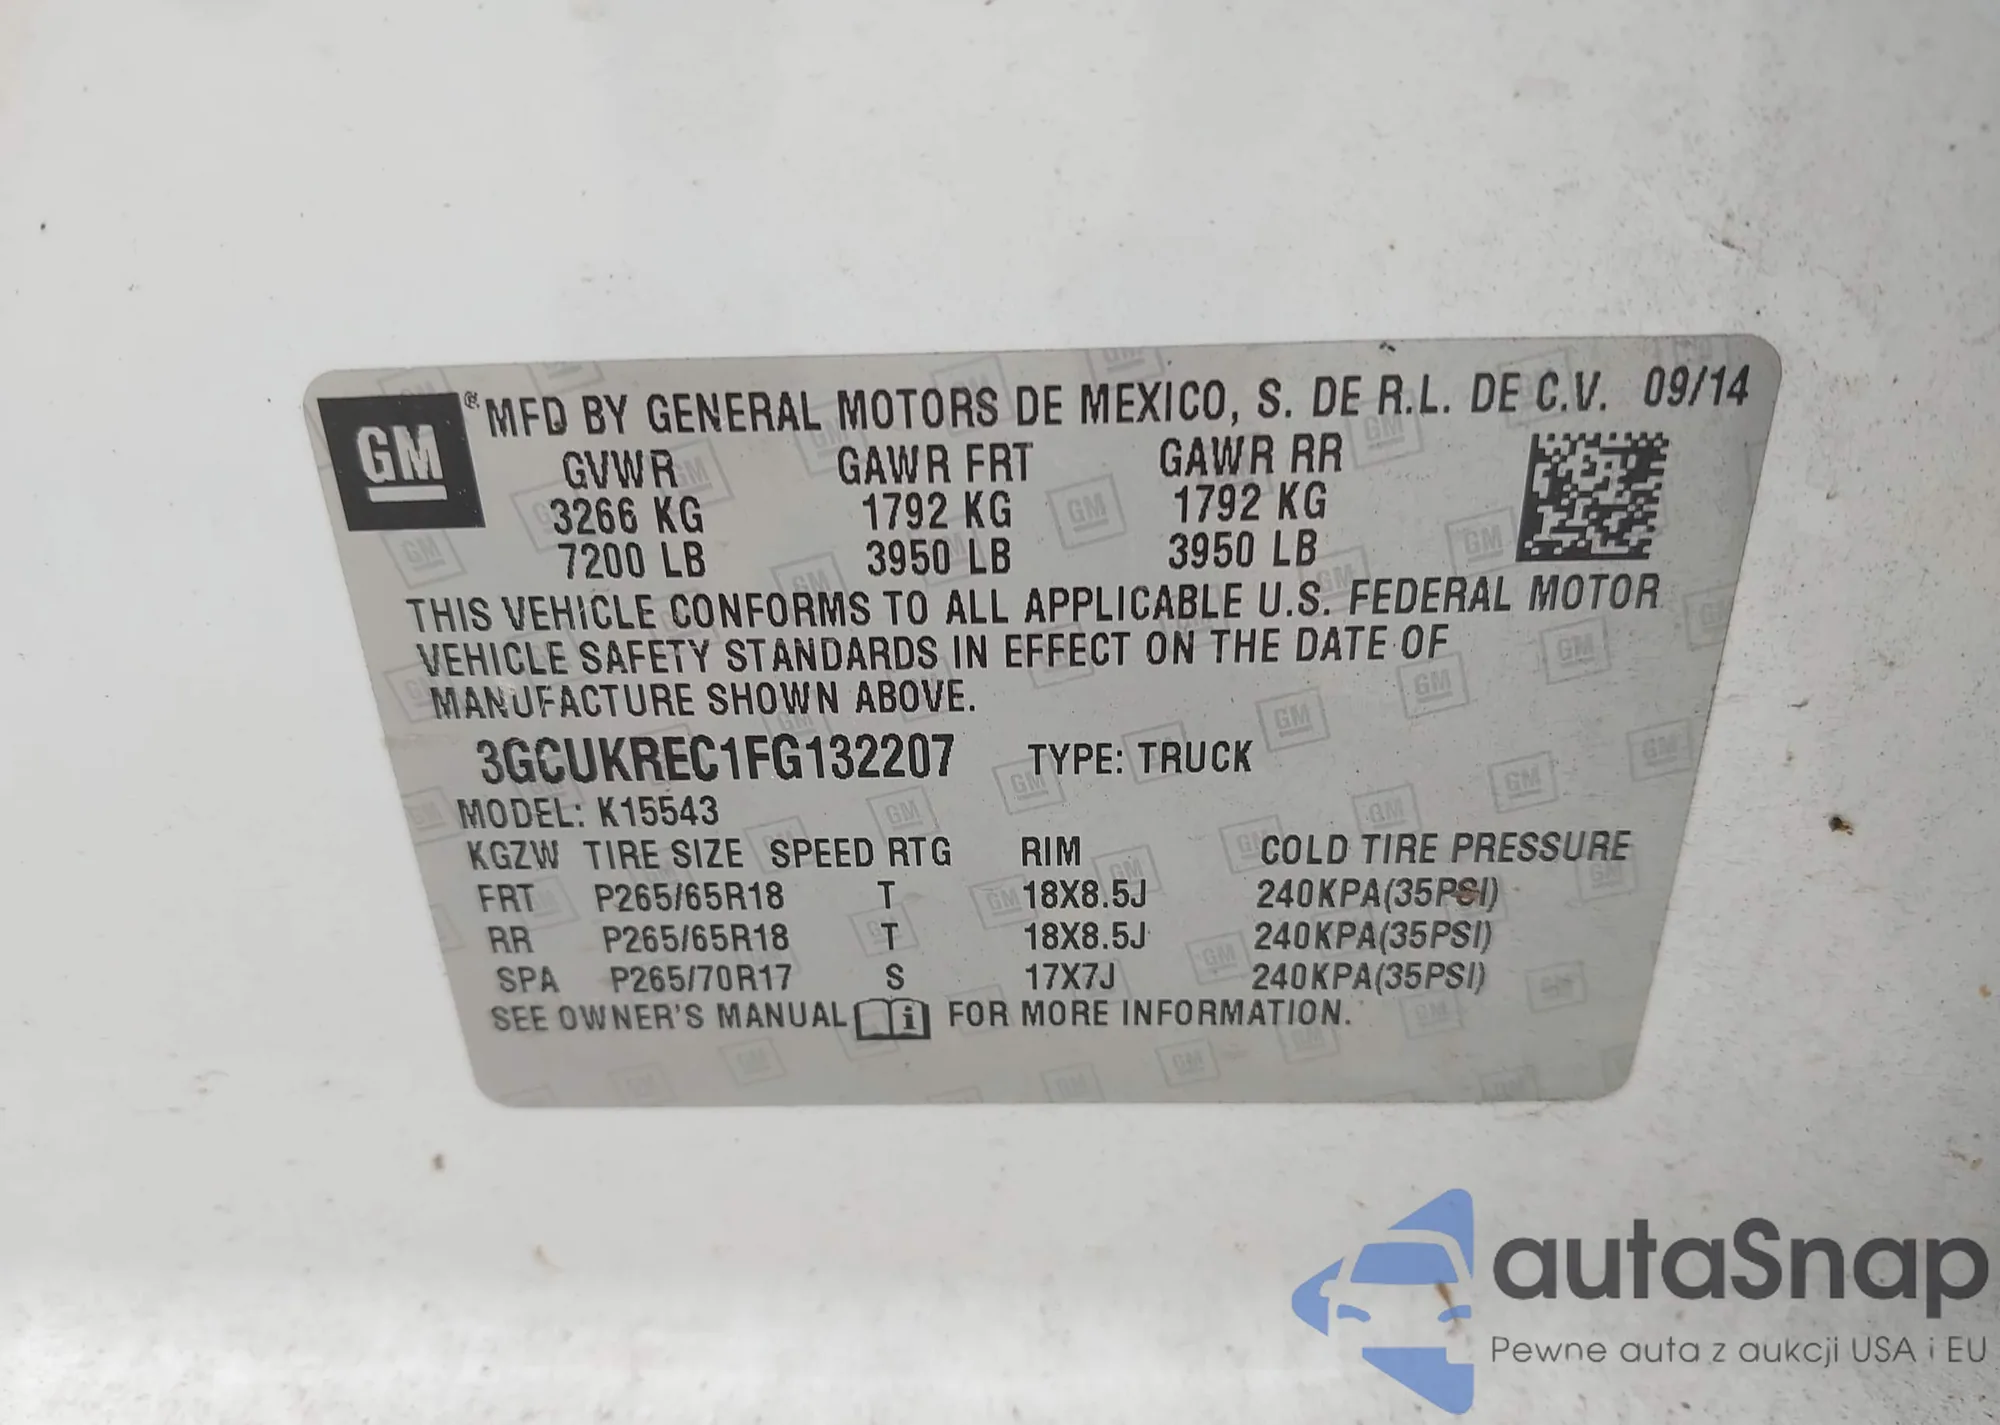 GM ® MFD BY GENERAL MOTORS DE MEXICO, S. DE R.L. DE C.V. 09/14
GVWR GAWR FRT GAWR RR
3266 KG 1792 KG 1792 KG
7200 LB 3950 LB 3950 LB
THIS VEHICLE CONFORMS TO ALL APPLICABLE U.S. FEDERAL MOTOR
VEHICLE SAFETY STANDARDS IN EFFECT ON THE DATE OF
MANUFACTURE SHOWN ABOVE.
3GCUKREC1FG132207 TYPE: TRUCK
MODEL: K15543
KGZW TIRE SIZE SPEED RTG RIM COLD TIRE PRESSURE
FRT P265/65R18 T 18X8.5J 240KPA(35PSI)
RR P265/65R18 T 18X8.5J 240KPA(35PSI)
SPA P265/70R17 S 17X7J 240KPA(35PSI)
SEE OWNER'S MANUAL i FOR MORE INFORMATION.
autaSnap
Pewne auta z aukcji USA i EU